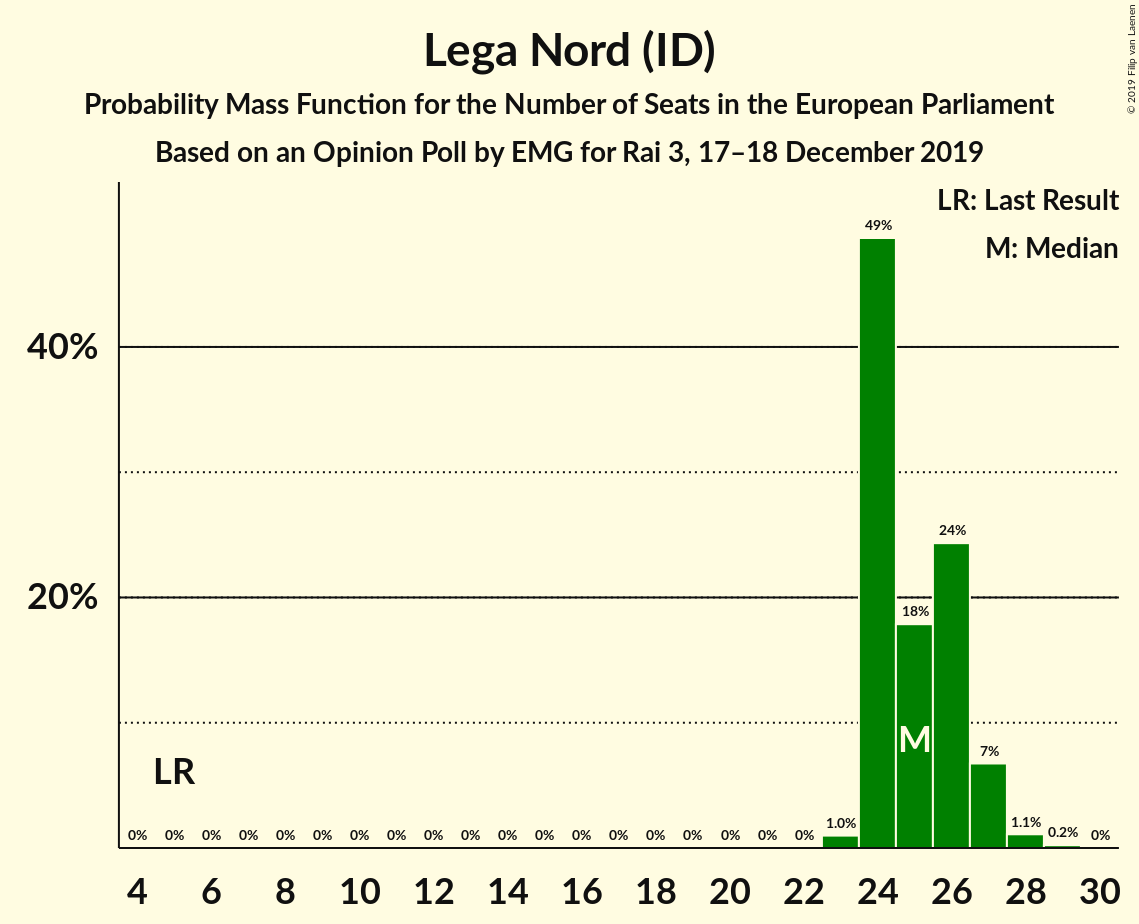 Lega Nord (ID)
Probability Mass Function for the Number of Seats in the European Parliament
Based on an Opinion Poll by EMG for Rai 3, 17–18 December 2019
© 2019 Filip van Laenen
LR: Last Result
M: Median
40%
20%
49%
24%
18%
M
7%
LR
0% 0% 0% 0% 0% 0% 0% 0% 0% 0% 0% 0% 0% 0% 0% 0% 0% 0% 0% 1.0% 1.1% 0.2% 0%
4 6 8 10 12 14 16 18 20 22 24 26 28 30